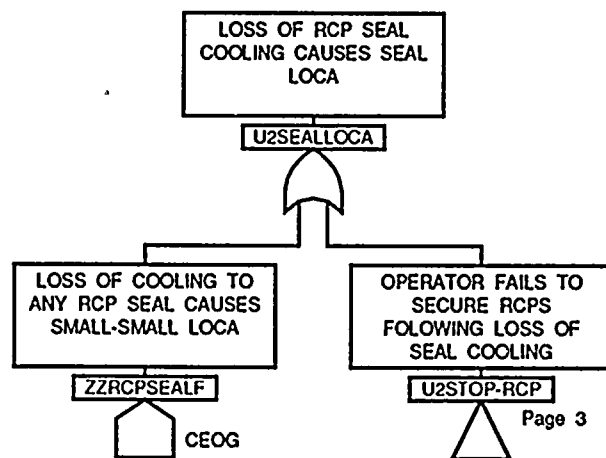 LOSS OF RCP SEAL
COOLING CAUSES SEAL
LOCA
U2SEALLOCA
LOSS OF COOLING TO
ANY RCP SEAL CAUSES
SMALL-SMALL LOCA
ZZRCPSEALF
CEOG
OPERATOR FAILS TO
SECURE RCPS
FOLOWING LOSS OF
SEAL COOLING
U2STOP-RCP
Page 3